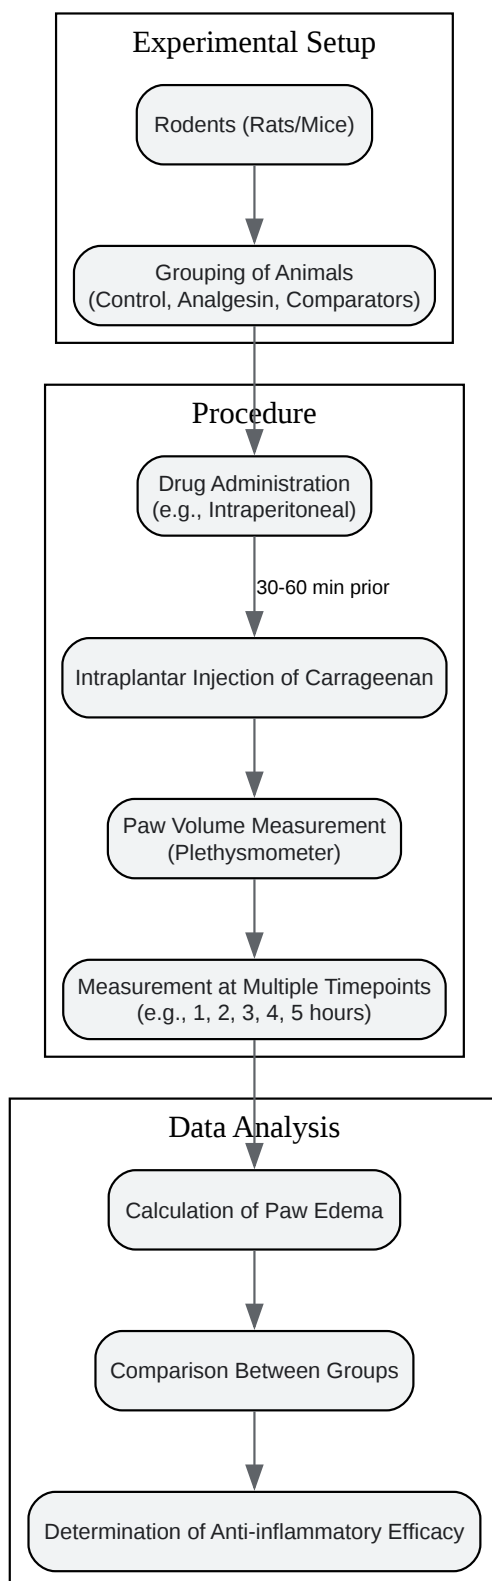 Experimental Setup
Rodents (Rats/Mice)
Grouping of Animals
(Control, Analgesin, Comparators)
Procedure
Drug Administration
(e.g., Intraperitoneal)
30-60 min prior
Intraplantar Injection of Carrageenan
Paw Volume Measurement
(Plethysmometer)
Measurement at Multiple Timepoints
(e.g., 1, 2, 3, 4, 5 hours)
Data Analysis
Calculation of Paw Edema
Comparison Between Groups
Determination of Anti-inflammatory Efficacy